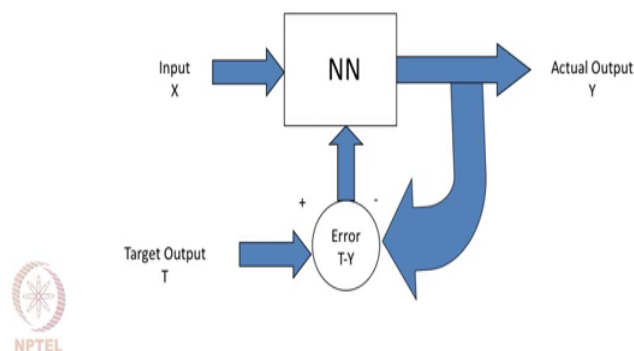 Input
X
NN
Actual Output
Y
+
-
Error
T-Y
Target Output
T
NPTEL